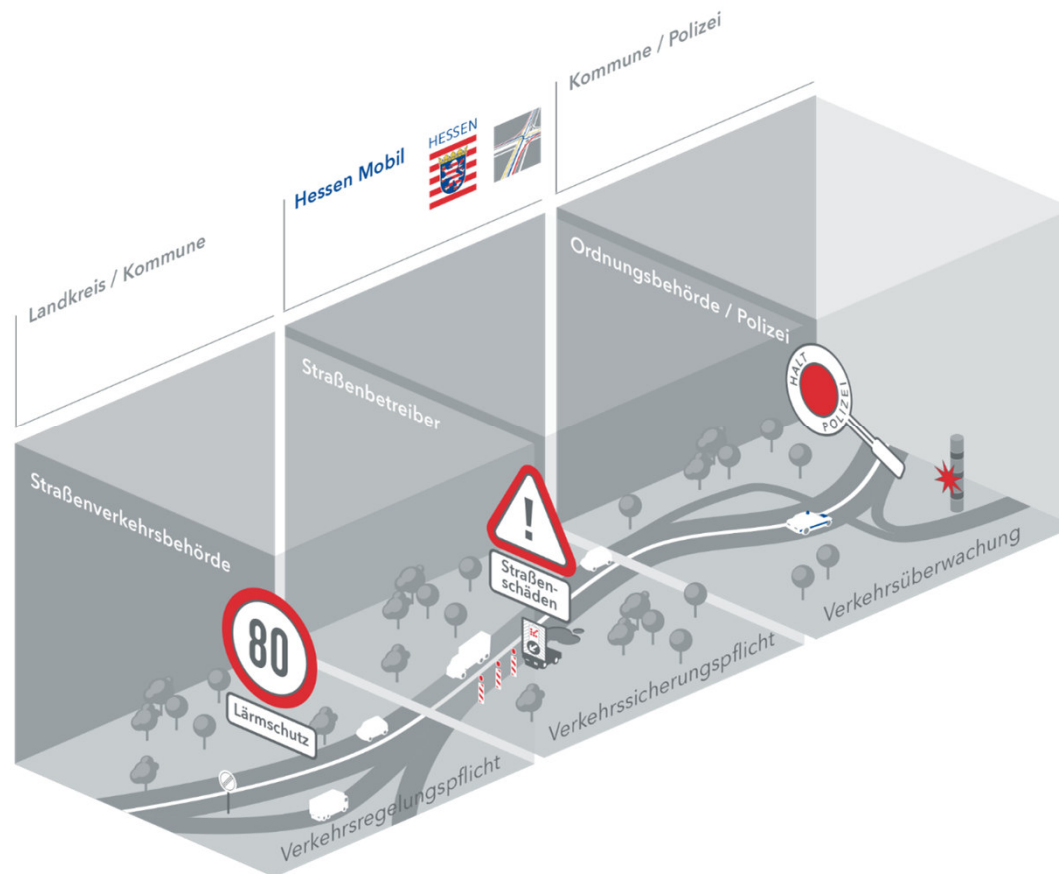 Kommune / Polizei
HESSEN
Hessen Mobil
Landkreis / Kommune
Ordnungsbehörde / Polizei
Straßenbetreiber
Straßenverkehrsbehörde
HALT
POLIZEI
Straßen-
schäden
80
Lärmschutz
Verkehrsüberwachung
Verkehrssicherungspflicht
Verkehrsregelungspflicht